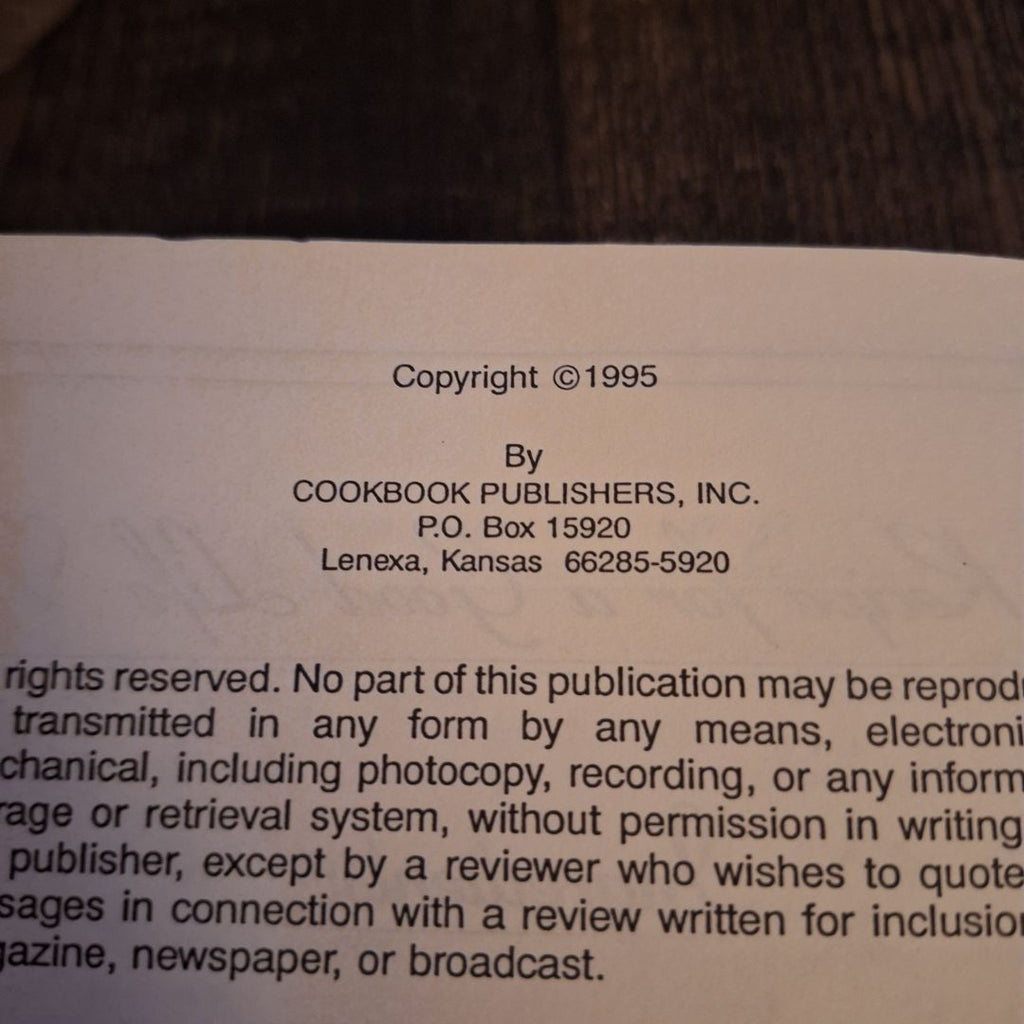 Copyright ©1995
By
COOKBOOK PUBLISHERS, INC.
P.O. Box 15920
Lenexa, Kansas 66285-5920
rights reserved. No part of this publication may be reprod
transmitted in any form by any means, electroni
chanical, including photocopy, recording, or any inform
rage or retrieval system, without permission in writing
publisher, except by a reviewer who wishes to quote
sages in connection with a review written for inclusion
gazine, newspaper, or broadcast.